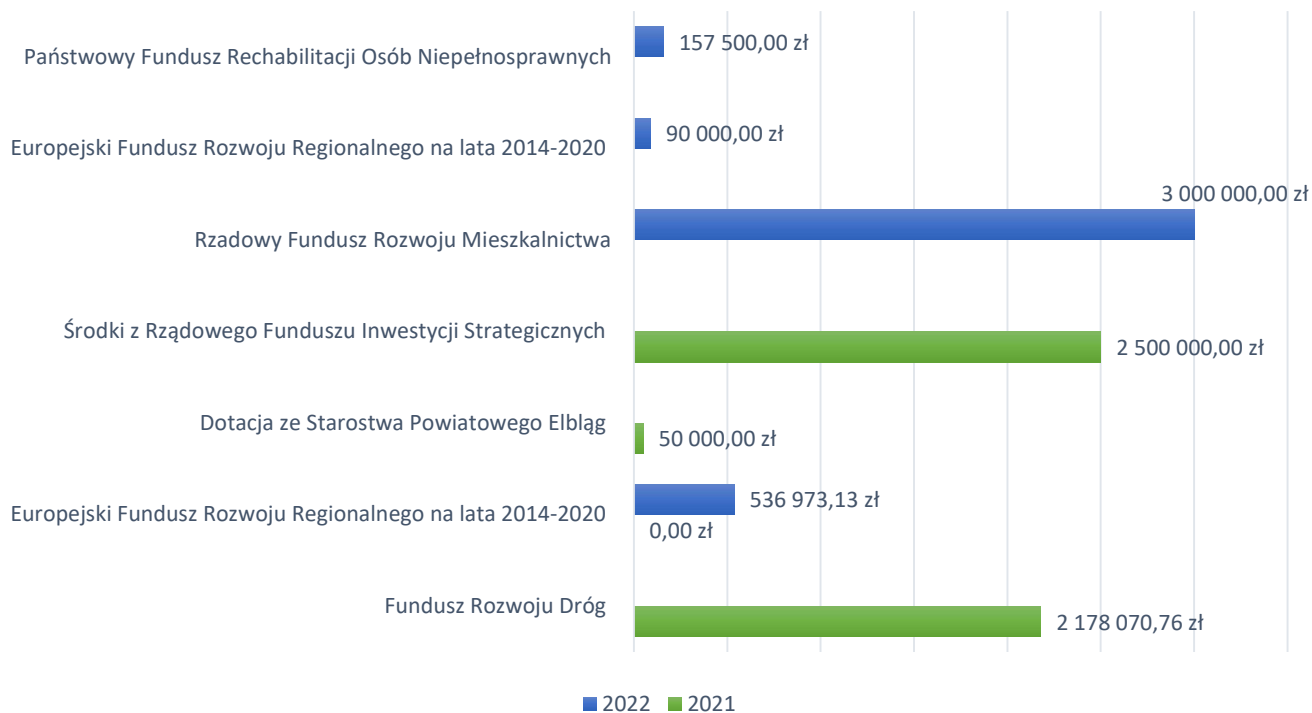 Państwowy Fundusz Rechabilitacji Osób Niepełnosprawnych
157 500,00 zł
Europejski Fundusz Rozwoju Regionalnego na lata 2014-2020
90 000,00 zł
Rzadowy Fundusz Rozwoju Mieszkalnictwa
3 000 000,00 zł
Środki z Rządowego Funduszu Inwestycji Strategicznych
2 500 000,00 zł
Dotacja ze Starostwa Powiatowego Elbląg
50 000,00 zł
Europejski Fundusz Rozwoju Regionalnego na lata 2014-2020
536 973,13 zł
0,00 zł
Fundusz Rozwoju Dróg
2 178 070,76 zł
2022 2021